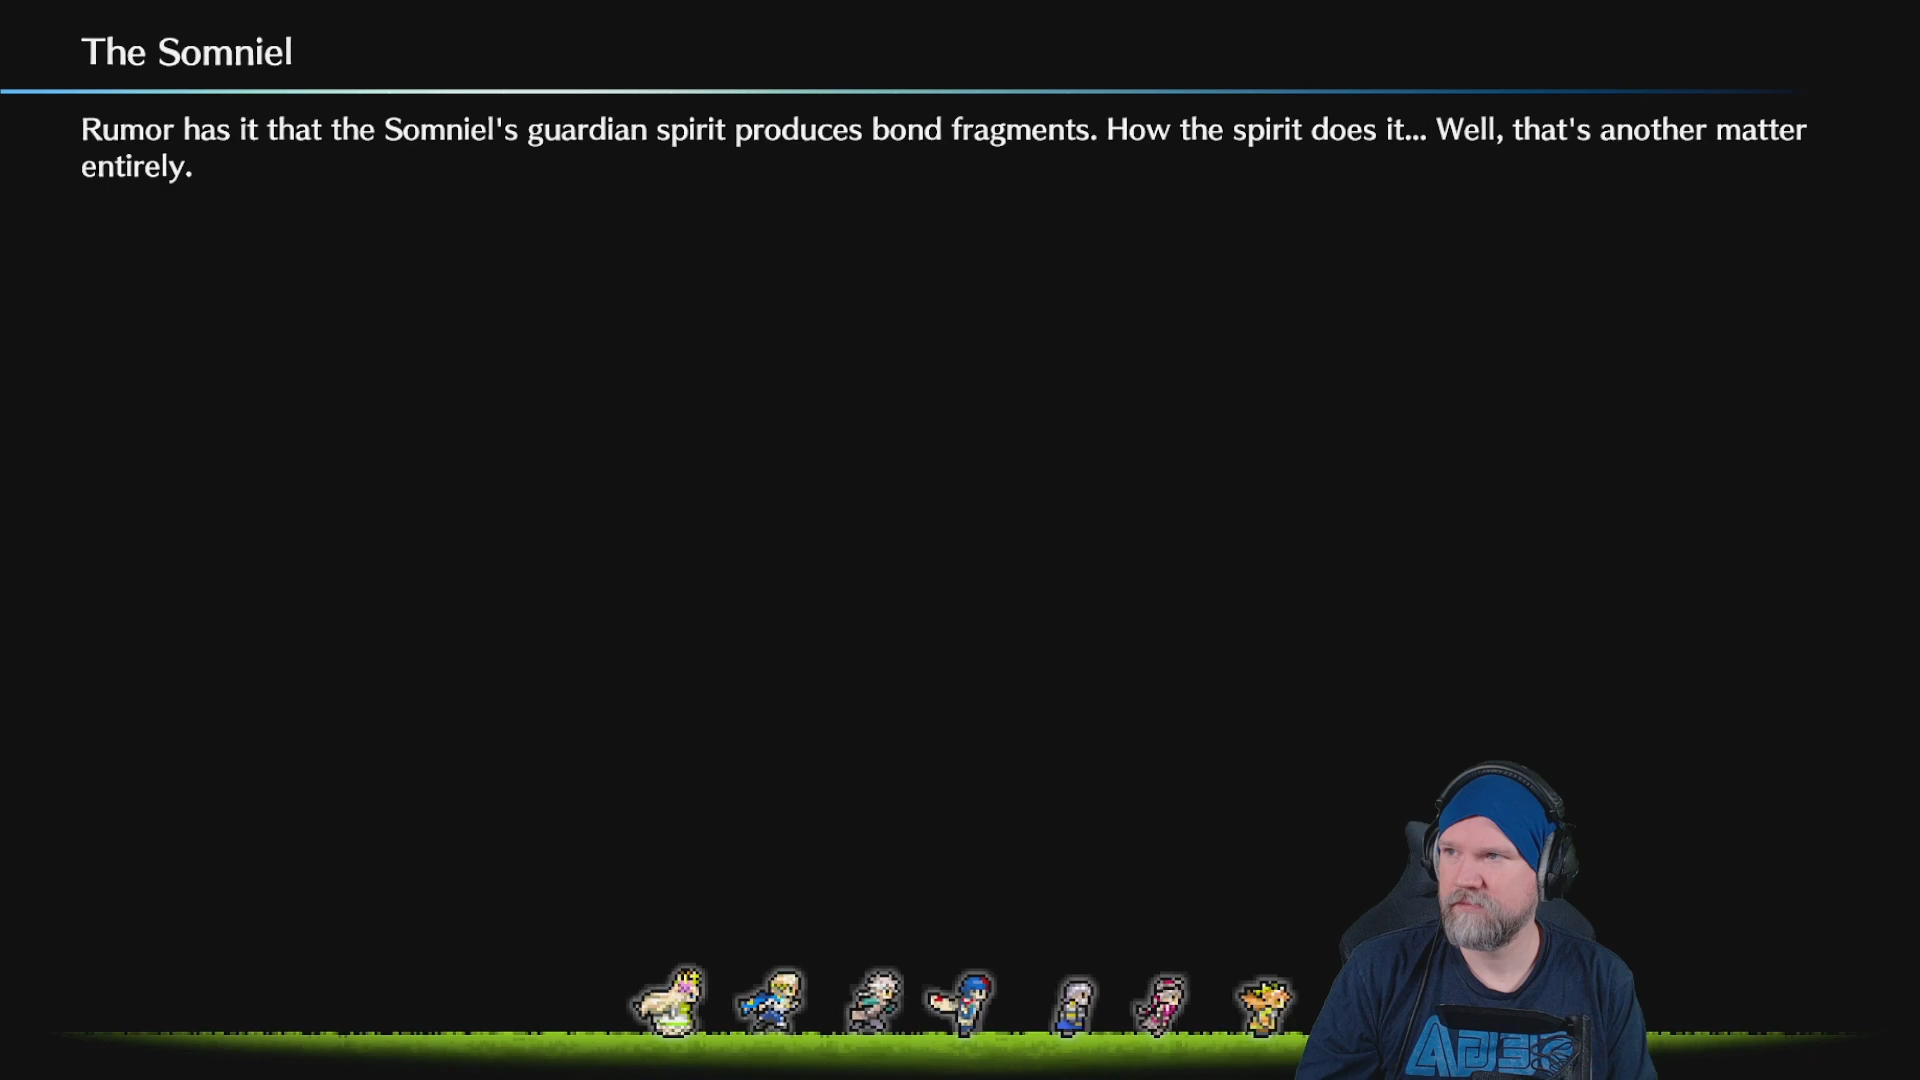 The Somniel
Rumor has it that the Somniel's guardian spirit produces bond fragments. How the spirit does it... Well, that's another matter
entirely.